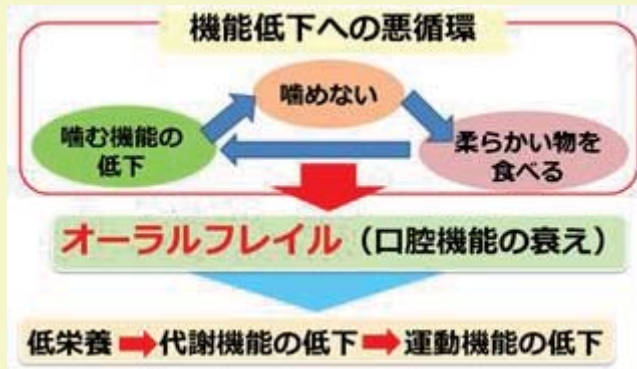 機能低下への悪循環
噛めない
噛む機能の
低下
柔らかい物を
食べる
オーラルフレイル（口腔機能の衰え）
低栄養➡代謝機能の低下➡運動機能の低下